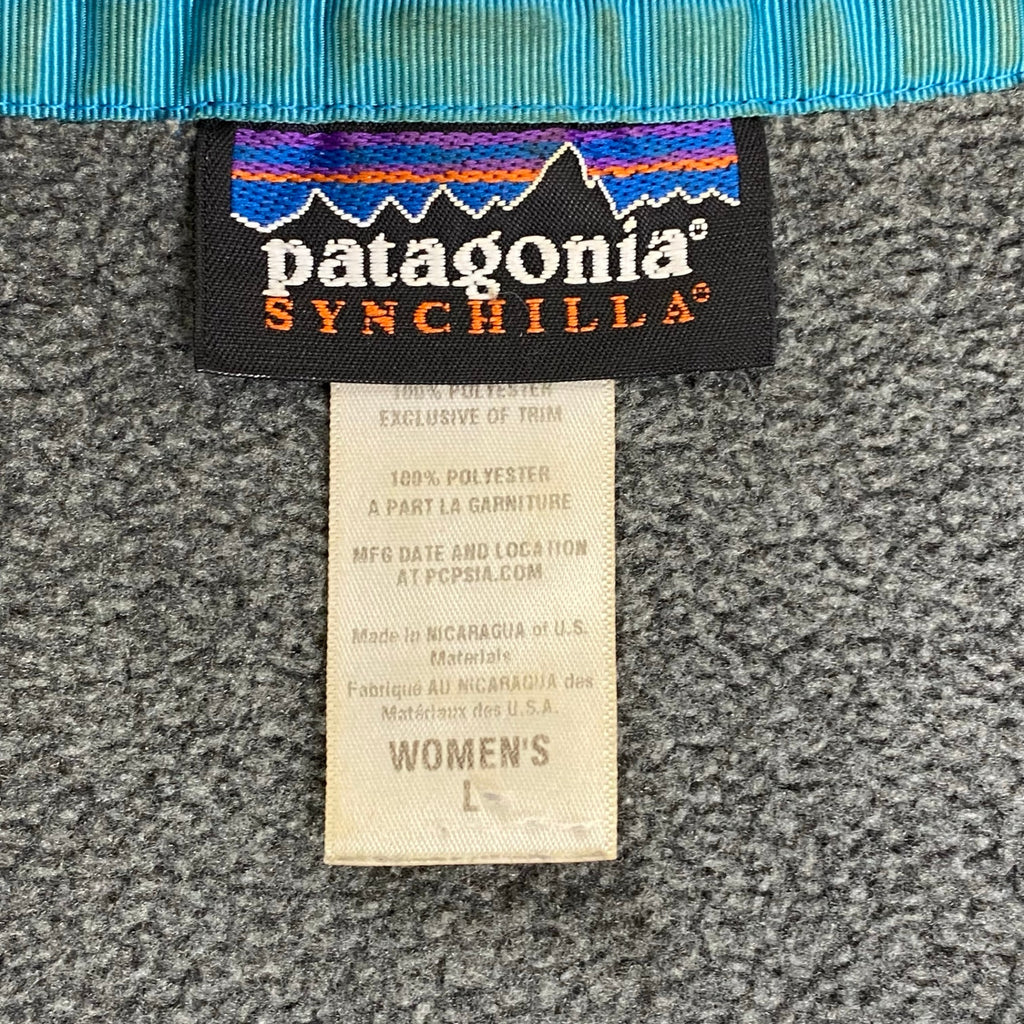 patagonia®
SYNCHILLA®
100% POLYESTER
EXCLUSIVE OF TRIM
100% POLYESTER
A PART LA GARNITURE
MFG DATE AND LOCATION
AT PCPSIA.COM
Made in NICARAGUA of U.S.
Materials
Fabriqué AU NICARAGUA des
Matériaux des U.S.A.
WOMEN'S
L